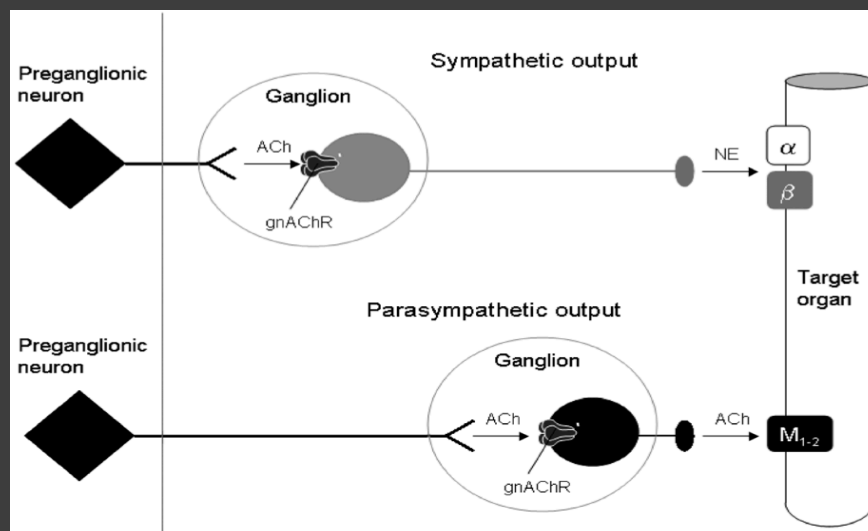 Sympathetic output
Preganglionic
neuron
Ganglion
ACh
gnAChR
NE
α
β
Target
organ
Parasympathetic output
Preganglionic
neuron
Ganglion
ACh
gnAChR
ACh
M₁₋₂